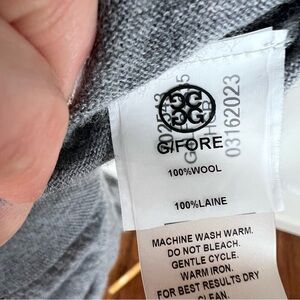 G/FORE
100%WOOL
100%LAINE
MACHINE WASH WARM.
DO NOT BLEACH.
GENTLE CYCLE.
WARM IRON.
FOR BEST RESULTS DRY
CLEAN.
03162023